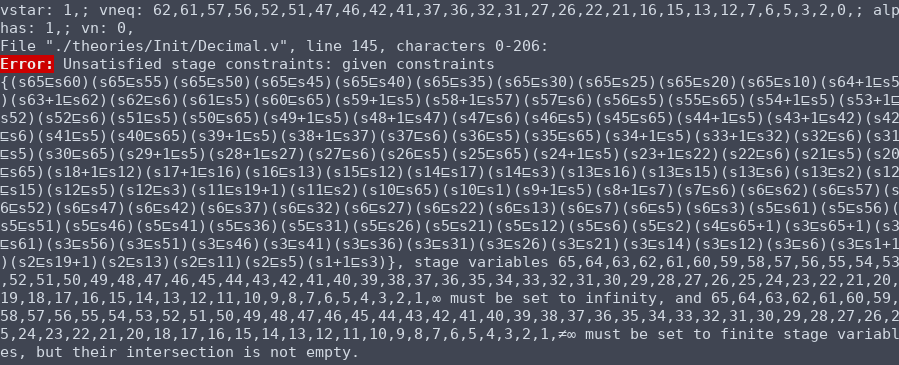 vstar: 1,; vneq: 62,61,57,56,52,51,47,46,42,41,37,36,32,31,27,26,22,21,16,15,13,12,7,6,5,3,2,0,; alp
has: 1,; vn: 0,
File "./theories/Init/Decimal.v", line 145, characters 0-206:
Error: Unsatisfied stage constraints: given constraints
{(s65⊑s60)(s65⊑s55)(s65⊑s50)(s65⊑s45)(s65⊑s40)(s65⊑s35)(s65⊑s30)(s65⊑s25)(s65⊑s20)(s65⊑s10)(s64+1⊑s5
)(s63+1⊑s62)(s62⊑s6)(s61⊑s5)(s60⊑s65)(s59+1⊑s5)(s58+1⊑s57)(s57⊑s6)(s56⊑s5)(s55⊑s65)(s54+1⊑s5)(s53+1⊑
s52)(s52⊑s6)(s51⊑s5)(s50⊑s65)(s49+1⊑s5)(s48+1⊑s47)(s47⊑s6)(s46⊑s5)(s45⊑s65)(s44+1⊑s5)(s43+1⊑s42)(s42
⊑s6)(s41⊑s5)(s40⊑s65)(s39+1⊑s5)(s38+1⊑s37)(s37⊑s6)(s36⊑s5)(s35⊑s65)(s34+1⊑s5)(s33+1⊑s32)(s32⊑s6)(s31
⊑s5)(s30⊑s65)(s29+1⊑s5)(s28+1⊑s27)(s27⊑s6)(s26⊑s5)(s25⊑s65)(s24+1⊑s5)(s23+1⊑s22)(s22⊑s6)(s21⊑s5)(s20
⊑s65)(s18+1⊑s12)(s17+1⊑s16)(s16⊑s13)(s15⊑s12)(s14⊑s17)(s14⊑s3)(s13⊑s16)(s13⊑s15)(s13⊑s6)(s13⊑s2)(s12
⊑s15)(s12⊑s5)(s12⊑s3)(s11⊑s19+1)(s11⊑s2)(s10⊑s65)(s10⊑s1)(s9+1⊑s5)(s8+1⊑s7)(s7⊑s6)(s6⊑s62)(s6⊑s57)(s
6⊑s52)(s6⊑s47)(s6⊑s42)(s6⊑s37)(s6⊑s32)(s6⊑s27)(s6⊑s22)(s6⊑s13)(s6⊑s7)(s6⊑s5)(s6⊑s3)(s5⊑s61)(s5⊑s56)(
s5⊑s51)(s5⊑s46)(s5⊑s41)(s5⊑s36)(s5⊑s31)(s5⊑s26)(s5⊑s21)(s5⊑s12)(s5⊑s6)(s5⊑s2)(s4⊑s65+1)(s3⊑s65+1)(s3
⊑s61)(s3⊑s56)(s3⊑s51)(s3⊑s46)(s3⊑s41)(s3⊑s36)(s3⊑s31)(s3⊑s26)(s3⊑s21)(s3⊑s14)(s3⊑s12)(s3⊑s6)(s3⊑s1+1
)(s2⊑s19+1)(s2⊑s13)(s2⊑s11)(s2⊑s5)(s1+1⊑s3)}, stage variables 65,64,63,62,61,60,59,58,57,56,55,54,53
,52,51,50,49,48,47,46,45,44,43,42,41,40,39,38,37,36,35,34,33,32,31,30,29,28,27,26,25,24,23,22,21,20,
19,18,17,16,15,14,13,12,11,10,9,8,7,6,5,4,3,2,1,∞ must be set to infinity, and 65,64,63,62,61,60,59,
58,57,56,55,54,53,52,51,50,49,48,47,46,45,44,43,42,41,40,39,38,37,36,35,34,33,32,31,30,29,28,27,26,2
5,24,23,22,21,20,18,17,16,15,14,13,12,11,10,9,8,7,6,5,4,3,2,1,≠∞ must be set to finite stage variabl
es, but their intersection is not empty.